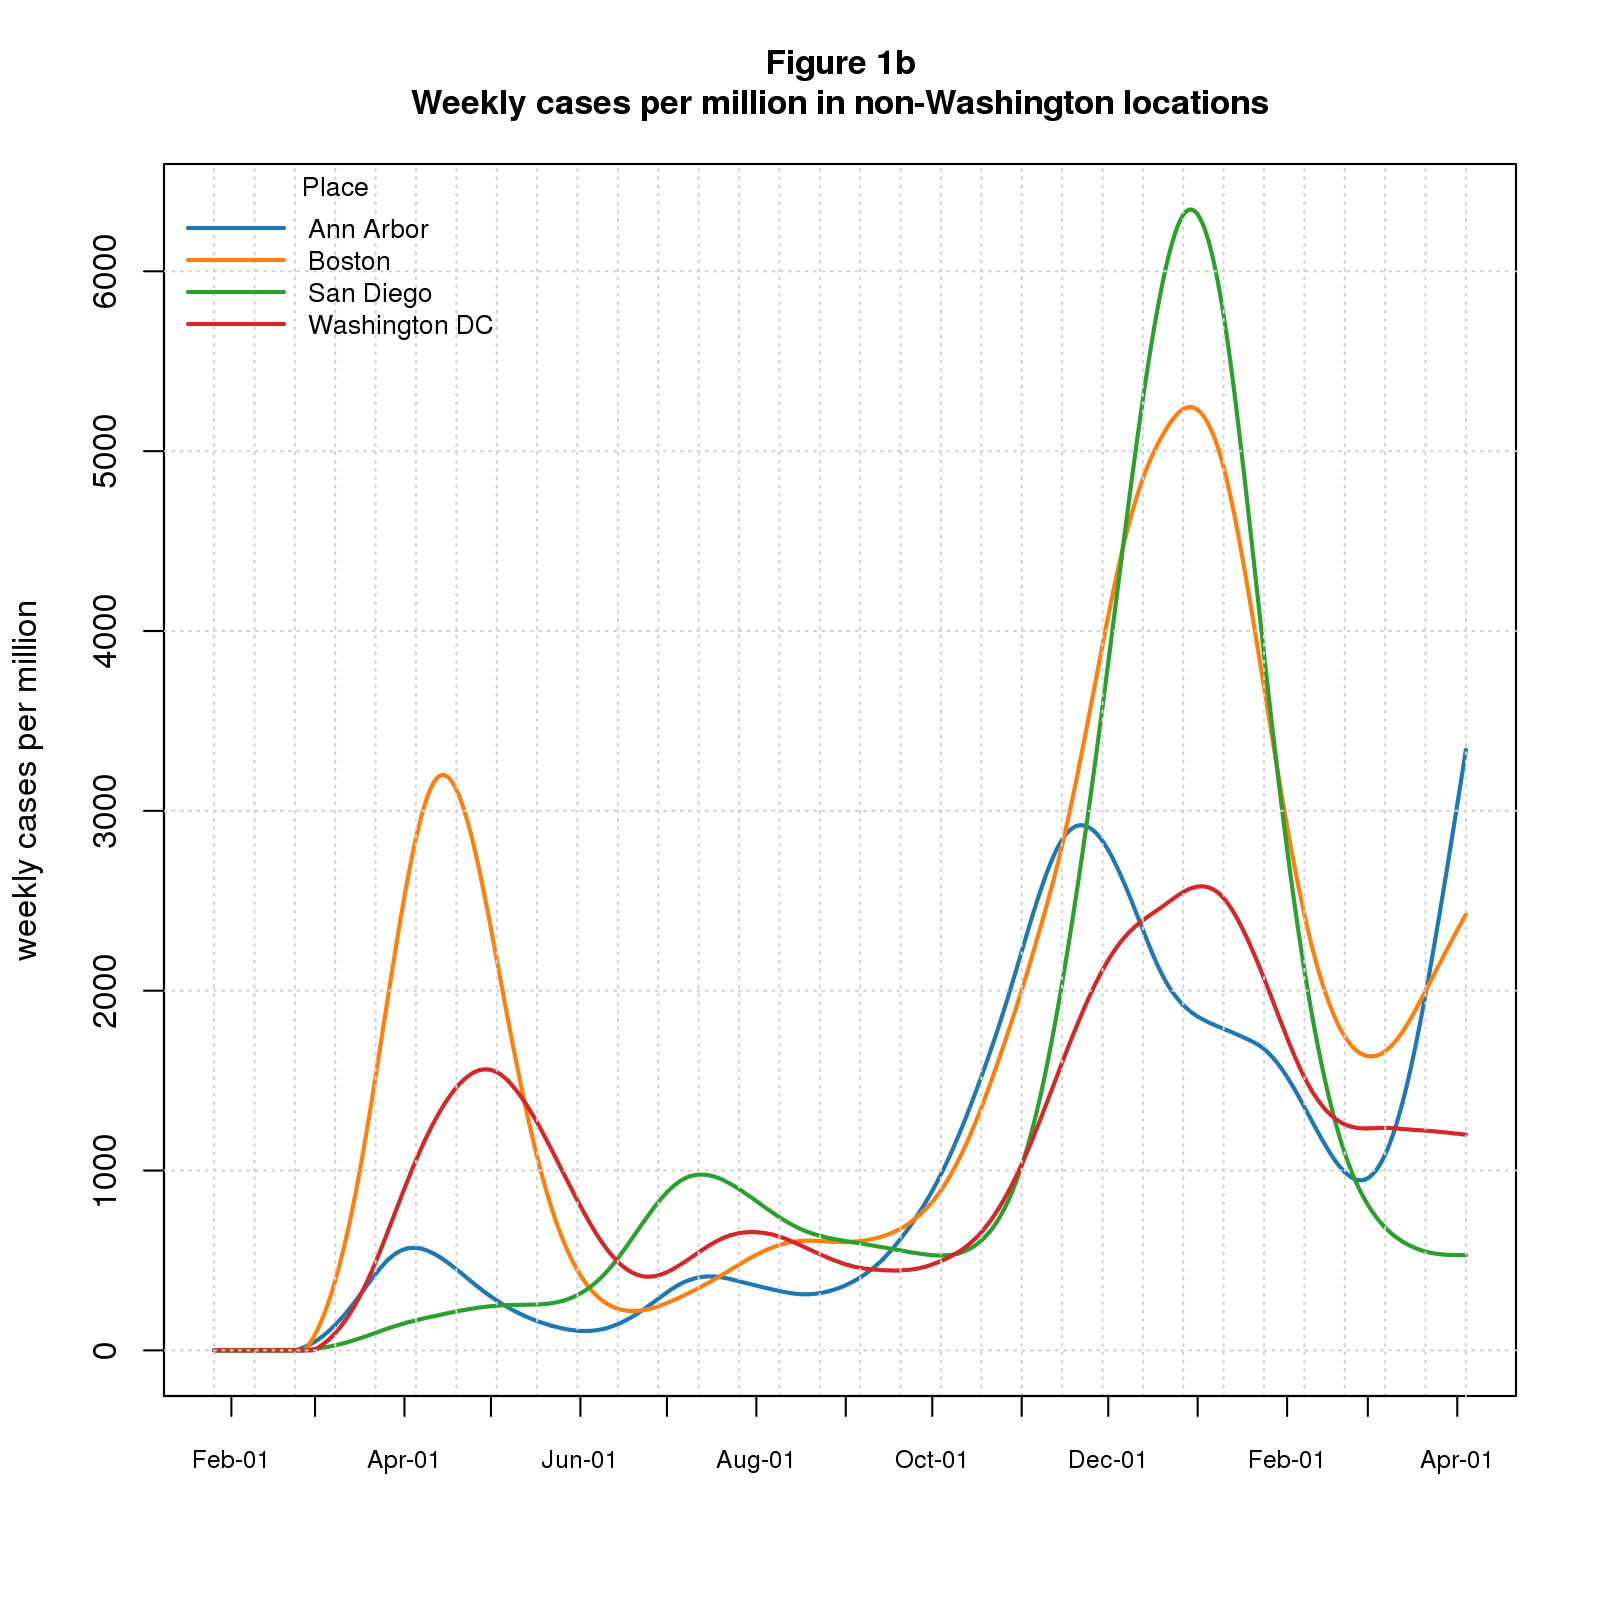 Figure 1b
Weekly cases per million in non-Washington locations
Place
Ann Arbor
Boston
San Diego
Washington DC
weekly cases per million
6000
5000
4000
3000
2000
1000
0
Feb-01 Apr-01 Jun-01 Aug-01 Oct-01 Dec-01 Feb-01 Apr-01